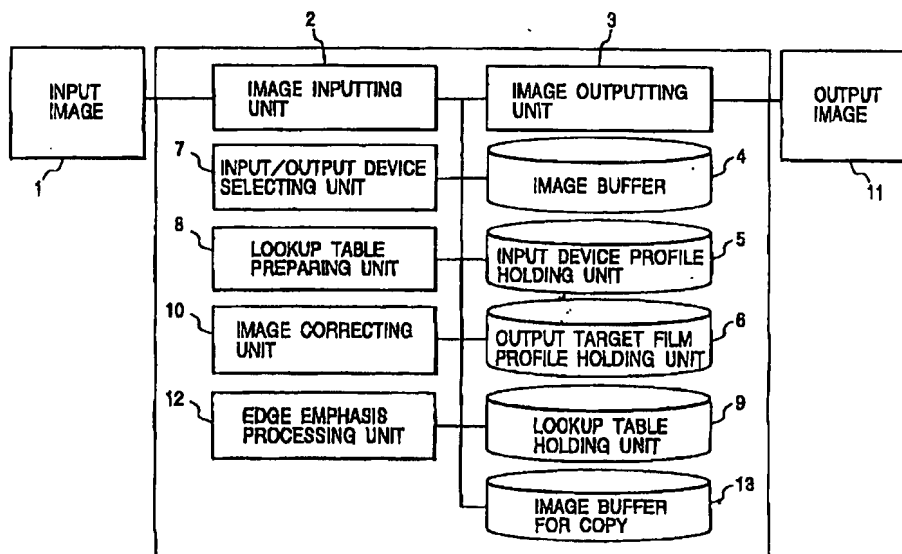 2
3
INPUT
IMAGE
1
IMAGE INPUTTING
UNIT
IMAGE OUTPUTTING
UNIT
OUTPUT
IMAGE
11
7
INPUT/OUTPUT DEVICE
SELECTING UNIT
IMAGE BUFFER
4
8
LOOKUP TABLE
PREPARING UNIT
INPUT DEVICE PROFILE
HOLDING UNIT
5
10
IMAGE CORRECTING
UNIT
OUTPUT TARGET FILM
PROFILE HOLDING UNIT
6
12
EDGE EMPHASIS
PROCESSING UNIT
LOOKUP TABLE
HOLDING UNIT
9
IMAGE BUFFER
FOR COPY
13